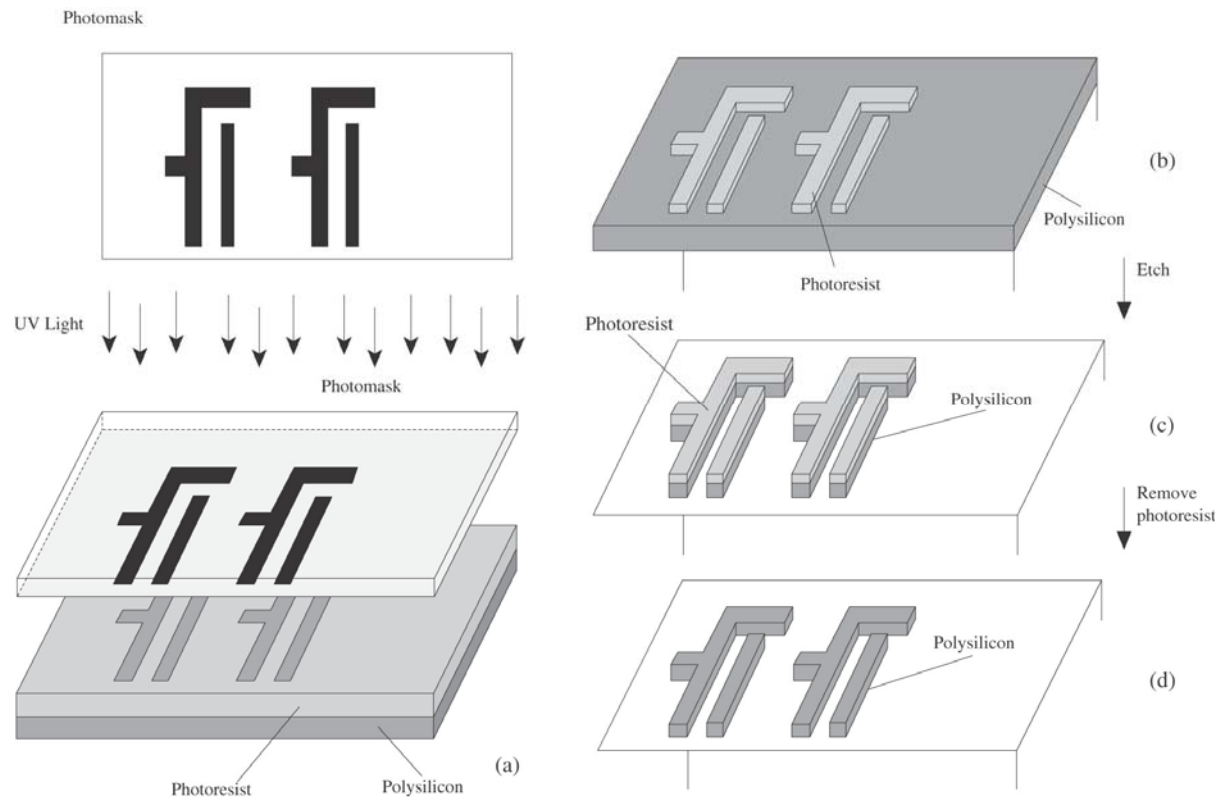 Photomask
UV Light
Photomask
Photoresist
Polysilicon
(a)
(b)
Polysilicon
Photoresist
Etch
Photoresist
Polysilicon
(c)
Remove
photoresist
Polysilicon
(d)